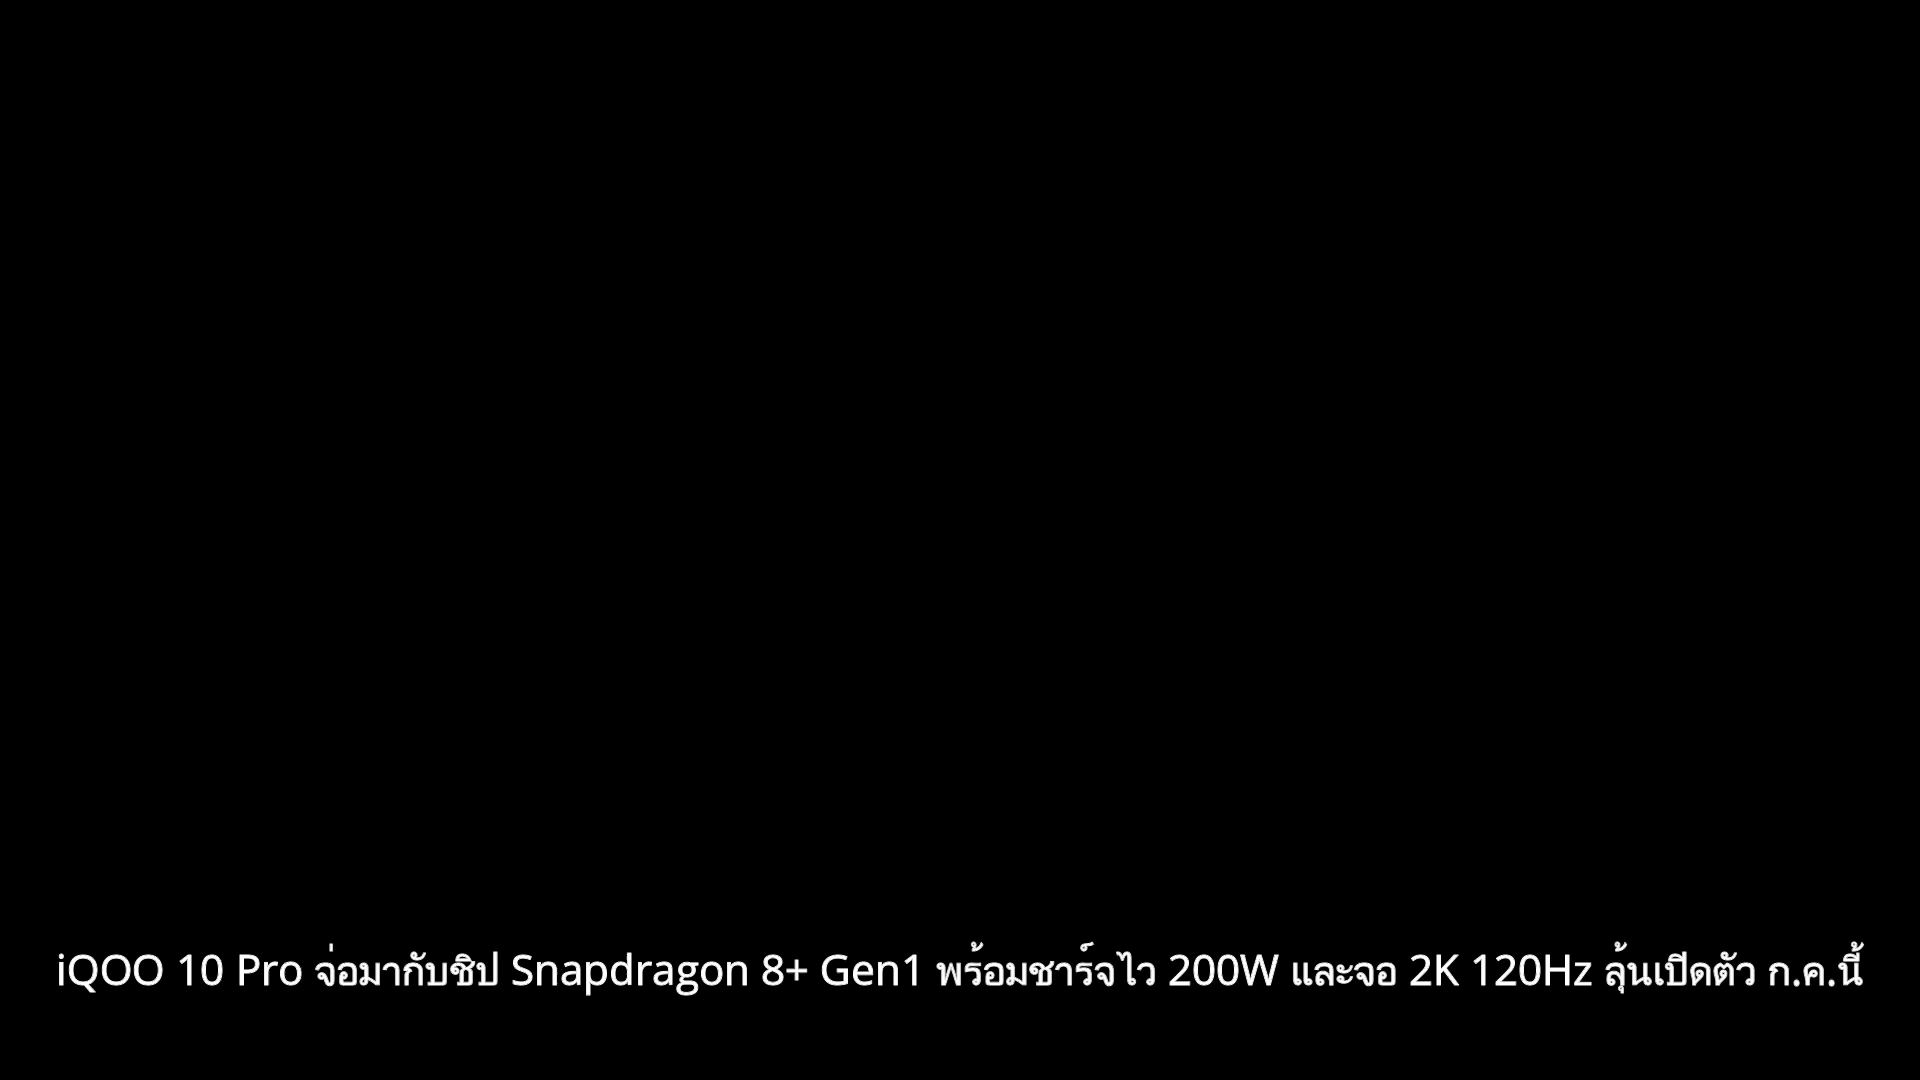 iQOO 10 Pro จ่อมากับชิป Snapdragon 8+ Gen1 พร้อมชาร์จไว 200W และจอ 2K 120Hz ลุ้นเปิดตัว ก.ค.นี้